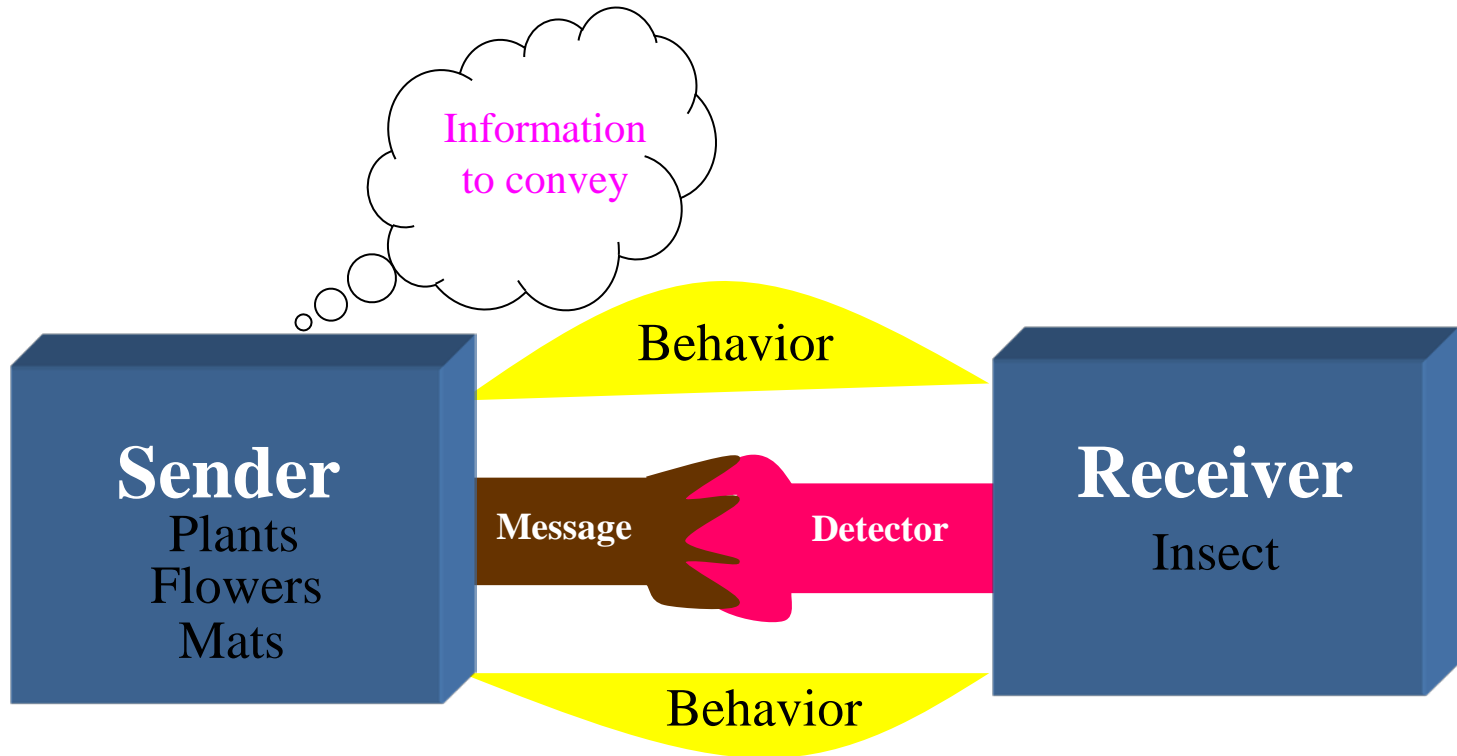 Information
to convey
Behavior
Sender
Plants
Flowers
Mats
Message
Detector
Receiver
Insect
Behavior